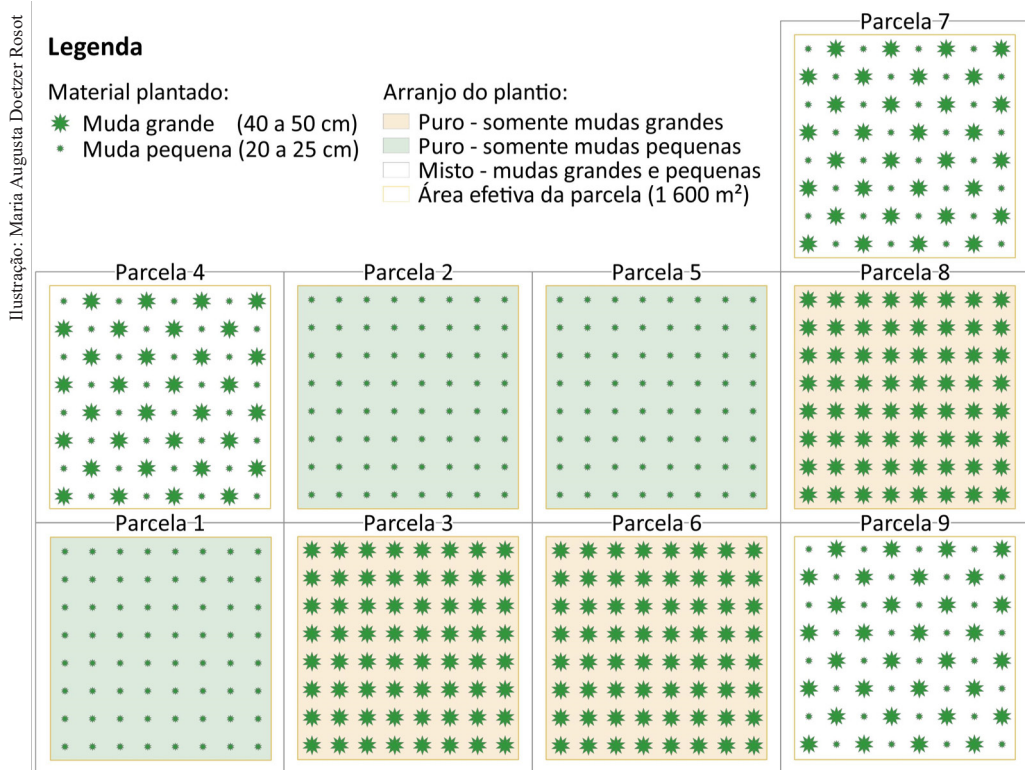 Ilustração: Maria Augusta Doetzer Rosot
Legenda
Material plantado:
Muda grande (40 a 50 cm)
Muda pequena (20 a 25 cm)
Arranjo do plantio:
Puro - somente mudas grandes
Puro - somente mudas pequenas
Misto - mudas grandes e pequenas
Área efetiva da parcela (1 600 m²)
Parcela 7
Parcela 4
Parcela 2
Parcela 5
Parcela 8
Parcela 1
Parcela 3
Parcela 6
Parcela 9